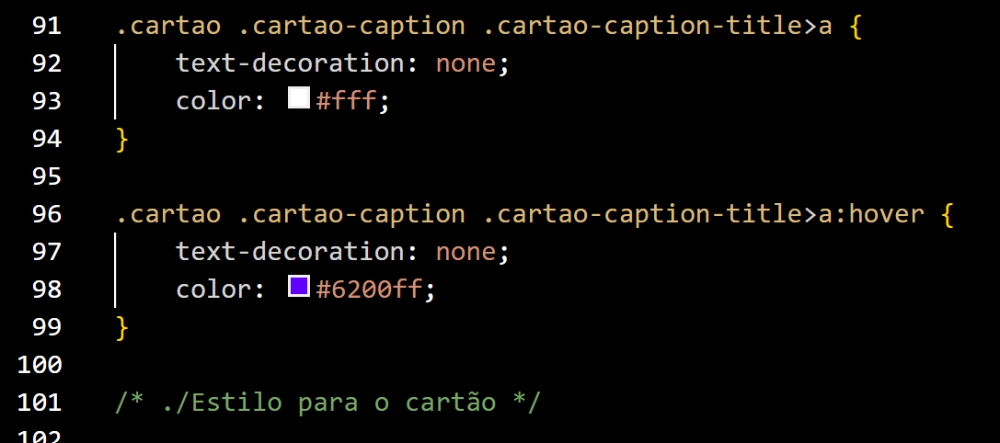 91 .cartao .cartao-caption .cartao-caption-title>a {
92 text-decoration: none;
93 color: #fff;
94 }
95
96 .cartao .cartao-caption .cartao-caption-title>a:hover {
97 text-decoration: none;
98 color: #6200ff;
99 }
100
101 /* ./Estilo para o cartão */
102